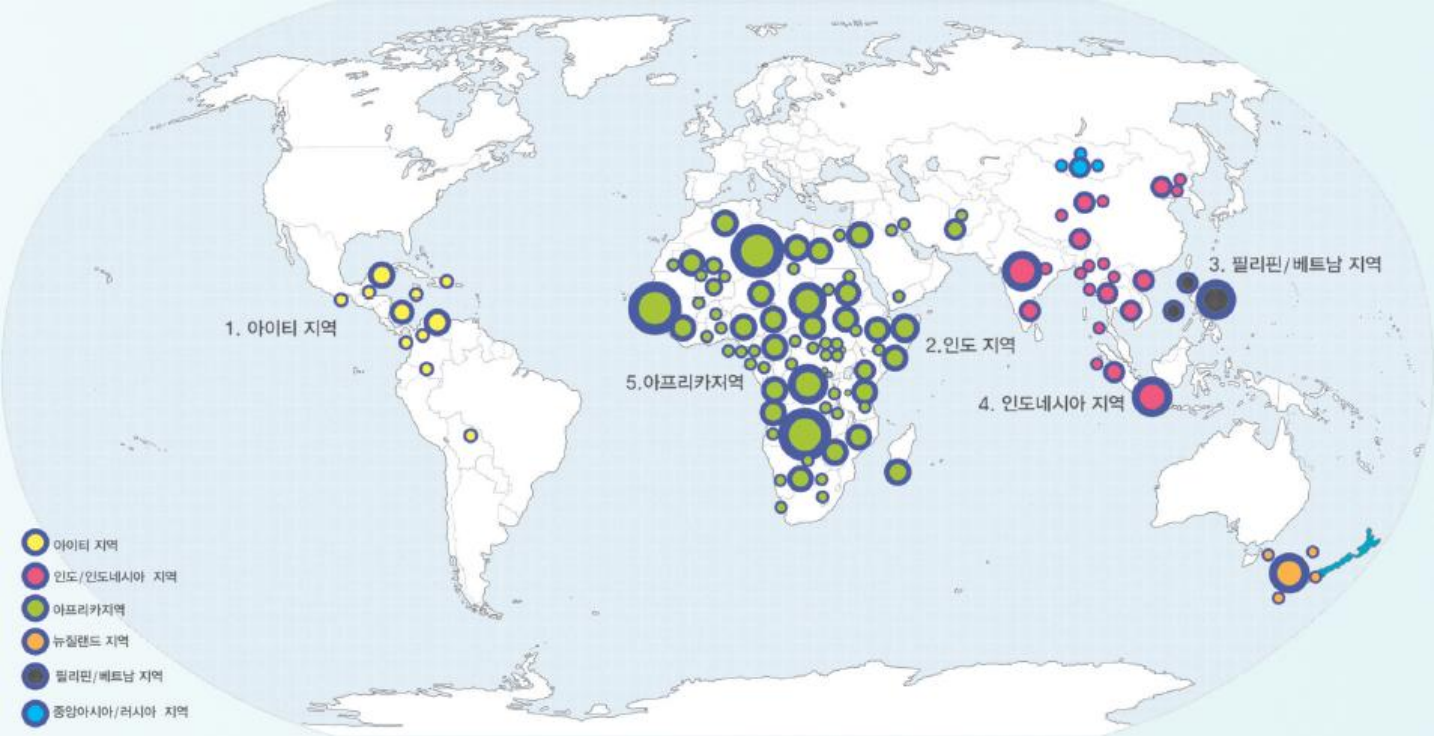 1. 아이티 지역
2.인도 지역
3. 필리핀/베트남 지역
4. 인도네시아 지역
5.아프리카지역
아이티 지역
인도/인도네시아 지역
아프리카지역
뉴질랜드 지역
필리핀/베트남 지역
중앙아시아/러시아 지역